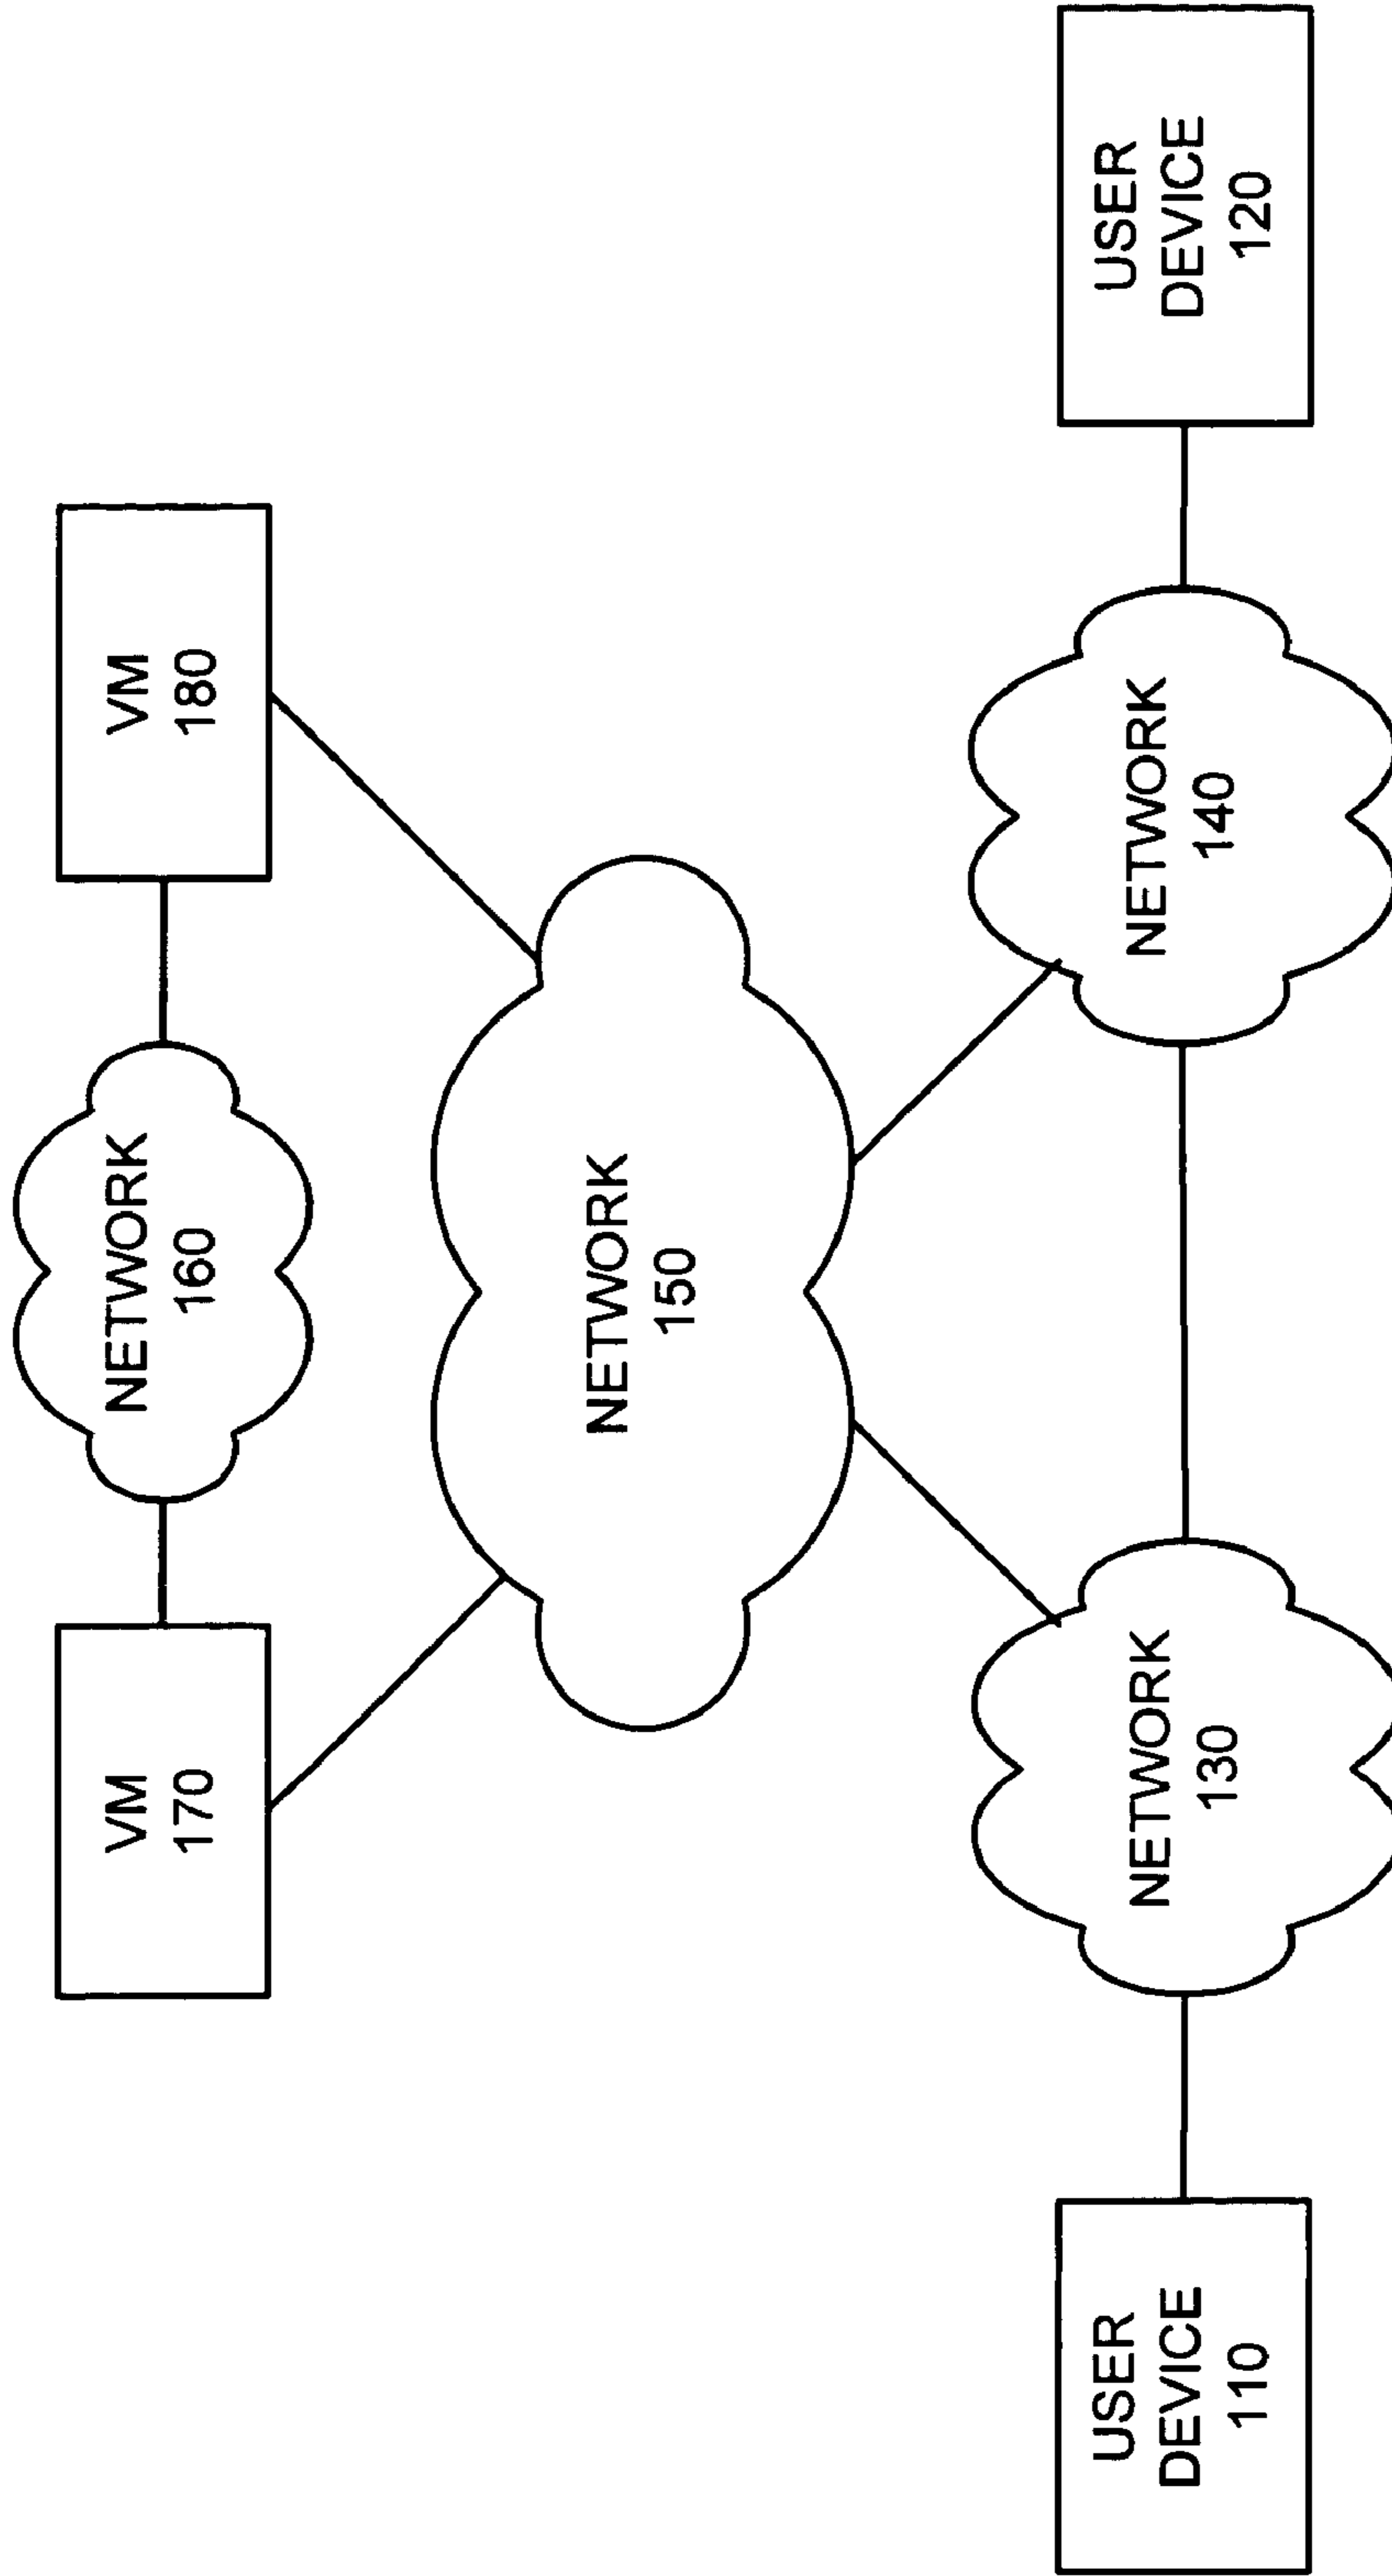 VM
170
NETWORK
160
VM
180
NETWORK
150
USER
DEVICE
110
NETWORK
130
NETWORK
140
USER
DEVICE
120